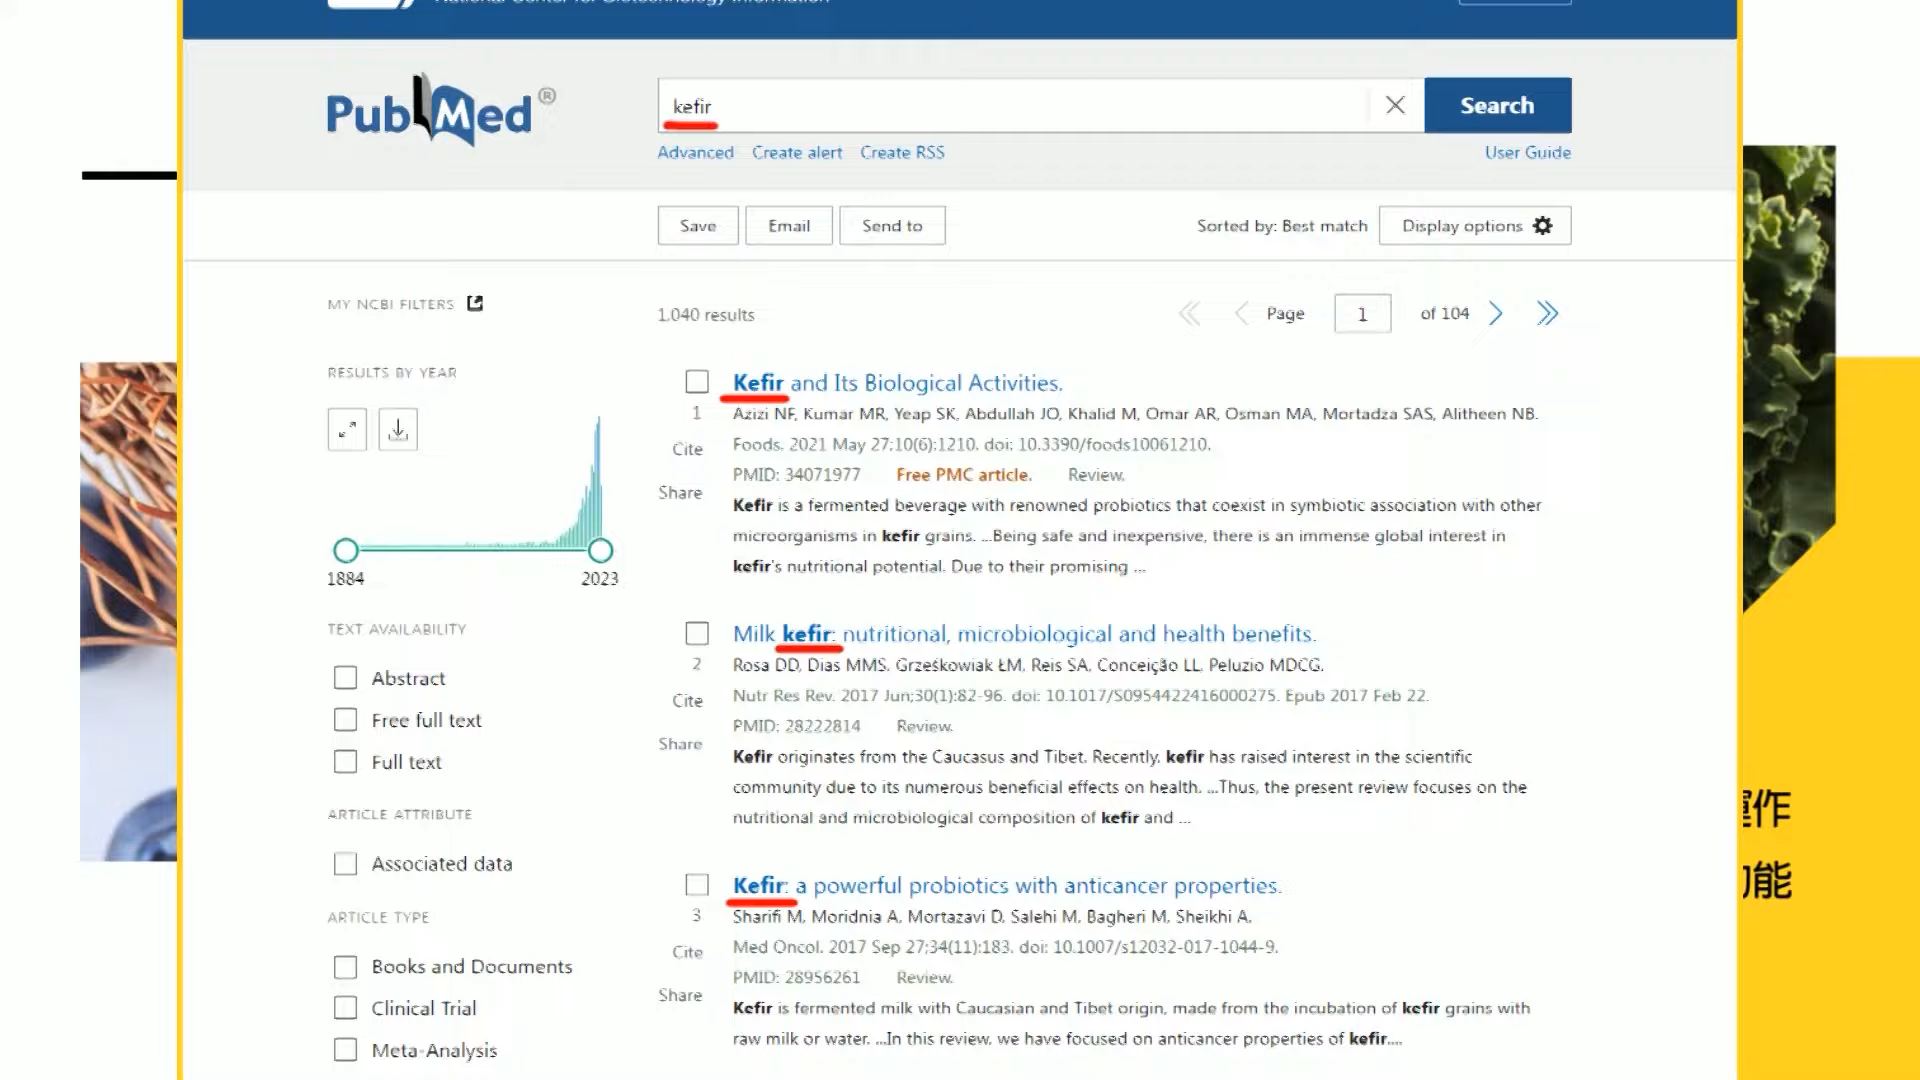 National Center for Biotechnology Information
PubMed®
kefir
Search
Advanced Create alert Create RSS
User Guide
Save
Email
Send to
Sorted by: Best match
Display options
MY NCBI FILTERS
1,040 results
Page
1
of 104
RESULTS BY YEAR
1884
2023
TEXT AVAILABILITY
Abstract
Free full text
Full text
ARTICLE ATTRIBUTE
Associated data
ARTICLE TYPE
Books and Documents
Clinical Trial
Meta-Analysis
Kefir and Its Biological Activities.
1
Azizi NF, Kumar MR, Yeap SK, Abdullah JO, Khalid M, Omar AR, Osman MA, Mortadza SAS, Alitheen NB.
Cite
Foods. 2021 May 27;10(6):1210. doi: 10.3390/foods10061210.
PMID: 34071977 Free PMC article. Review.
Share
Kefir is a fermented beverage with renowned probiotics that coexist in symbiotic association with other
microorganisms in kefir grains. ...Being safe and inexpensive, there is an immense global interest in
kefir's nutritional potential. Due to their promising ...
Milk kefir: nutritional, microbiological and health benefits.
2
Rosa DD, Dias MMS, Grześkowiak ŁM, Reis SA, Conceição LL, Peluzio MDCG.
Cite
Nutr Res Rev. 2017 Jun;30(1):82-96. doi: 10.1017/S0954422416000275. Epub 2017 Feb 22.
PMID: 28222814 Review.
Share
Kefir originates from the Caucasus and Tibet. Recently, kefir has raised interest in the scientific
community due to its numerous beneficial effects on health. ...Thus, the present review focuses on the
nutritional and microbiological composition of kefir and ...
Kefir: a powerful probiotics with anticancer properties.
3
Sharifi M, Moridnia A, Mortazavi D, Salehi M, Bagheri M, Sheikhi A.
Cite
Med Oncol. 2017 Sep 27;34(11):183. doi: 10.1007/s12032-017-1044-9.
PMID: 28956261 Review.
Share
Kefir is fermented milk with Caucasian and Tibet origin, made from the incubation of kefir grains with
raw milk or water. ...In this review, we have focused on anticancer properties of kefir....
作
能